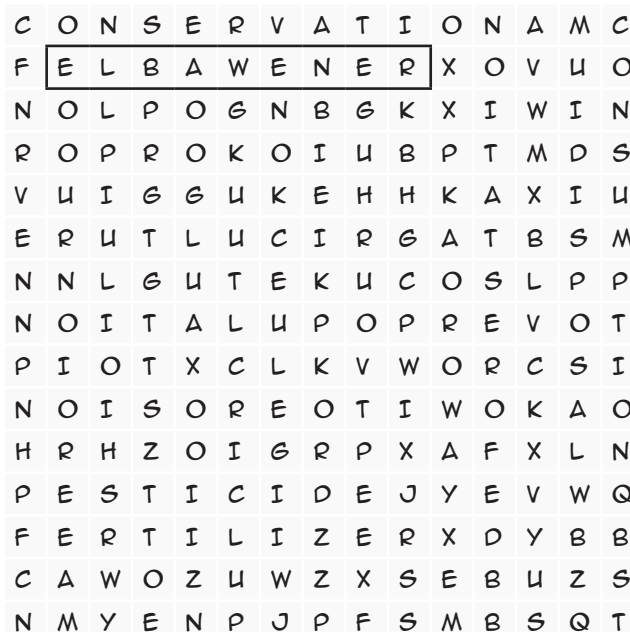 C O N S E R V A T I O N A M C
F E L B A W E N E R X O V U O
N O L P O G N B G K X I W I N
R O P R O K O I U B P T M D S
V U I G G U K E H H K A X I U
E R U T L U C I R G A T B S M
N N L G U T E K U C O S L P P
N O I T A L U P O P R E V O T
P I O T X C L K V W O R C S I
N O I S O R E O T I W O K A O
H R H Z O I G R P X A F X L N
P E S T I C I D E J Y E V W Q
F E R T I L I Z E R X D Y B B
C A W O Z U W Z X S E B U Z S
N M Y E N P J P F S M B S Q T